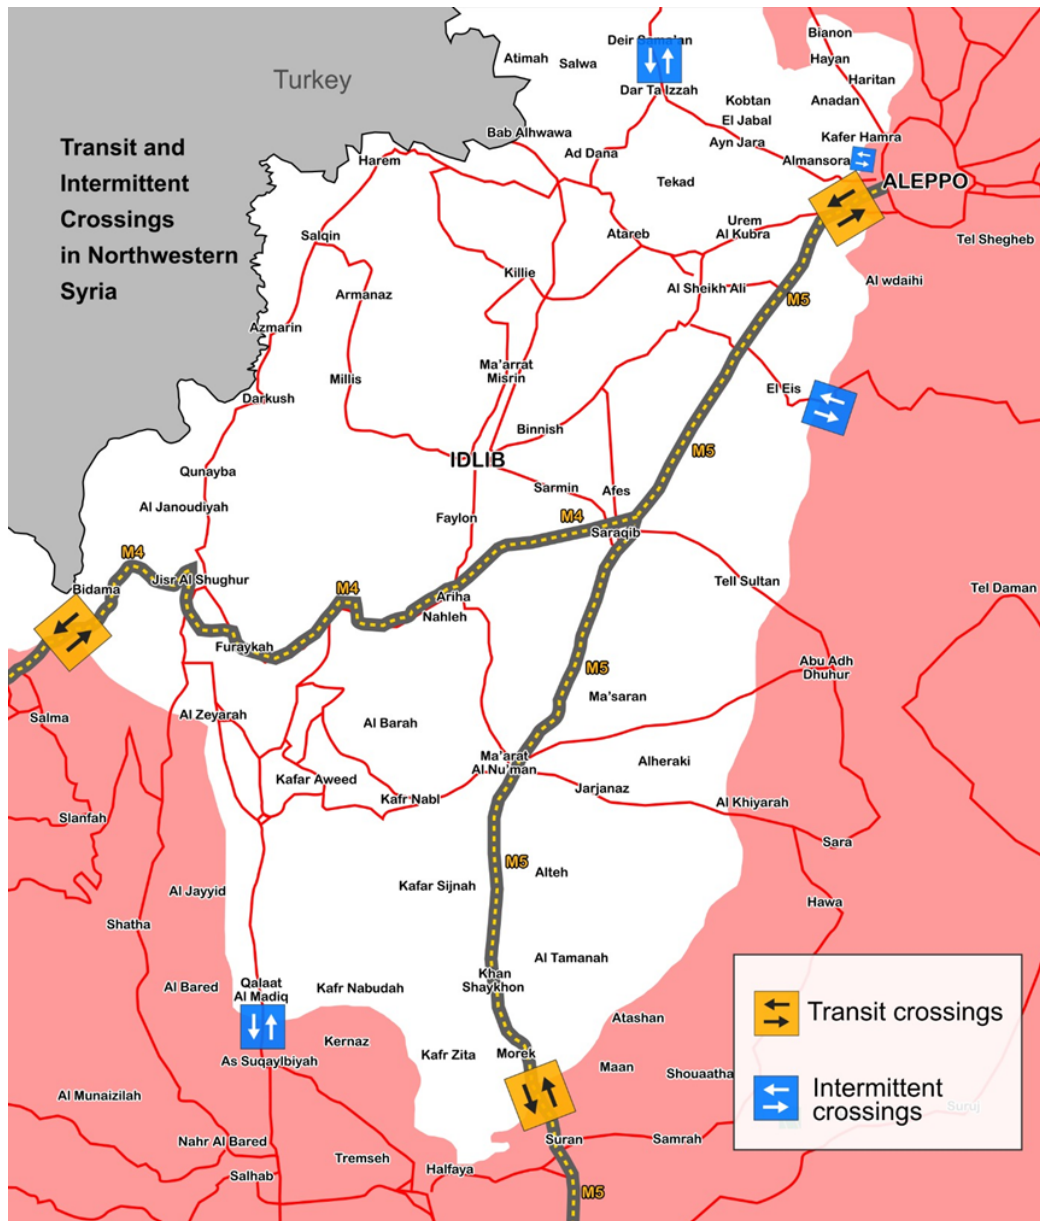 Turkey
Transit and
Intermittent
Crossings
in Northwestern
Syria
Bianon
Deir Sama'an
Atimah
Salwa
Hayan
Haritan
Dar Ta Izzah
Kobtan
Anadan
El Jabal
Bab Alhwawa
Ayn Jara
Kafer Hamra
Harem
Ad Dana
Almansora
Tekad
ALEPPO
Salqin
Atareb
Urem
Al Kubra
Tel Shegheb
Killie
Al Sheikh Ali
Al wdaihi
Armanaz
M5
Azmarin
Ma'arrat
Misrin
Millis
El Eis
Darkush
Binnish
M5
IDLIB
Qunayba
Sarmin
Afes
Al Janoudiyah
Faylon
M4
Saraqib
M4
Jisr Al Shughur
Bidama
M4
Ariha
Nahleh
Tell Sultan
Tel Daman
Furaykah
M5
Abu Adh
Dhuhur
Ma'saran
Salma
Al Zeyarah
Al Barah
Ma'arat
Al Nu'man
Alheraki
Kafar Aweed
Kafr Nabl
Jarjanaz
Al Khiyarah
Slanfah
Sara
M5
Alteh
Al Jayyid
Kafar Sijnah
Hawa
Shatha
Al Tamanah
Khan
Shaykhon
Qalaat
Al Madiq
Al Bared
Kafr Nabudah
Atashan
Kernaz
As Suqaylbiyah
Kafr Zita
Morek
Maan
Shouaatha
Al Munaizilah
Suruj
Nahr Al Bared
Suran
Samrah
Tremseh
Halfaya
Salhab
M5
Transit crossings
Intermittent
crossings